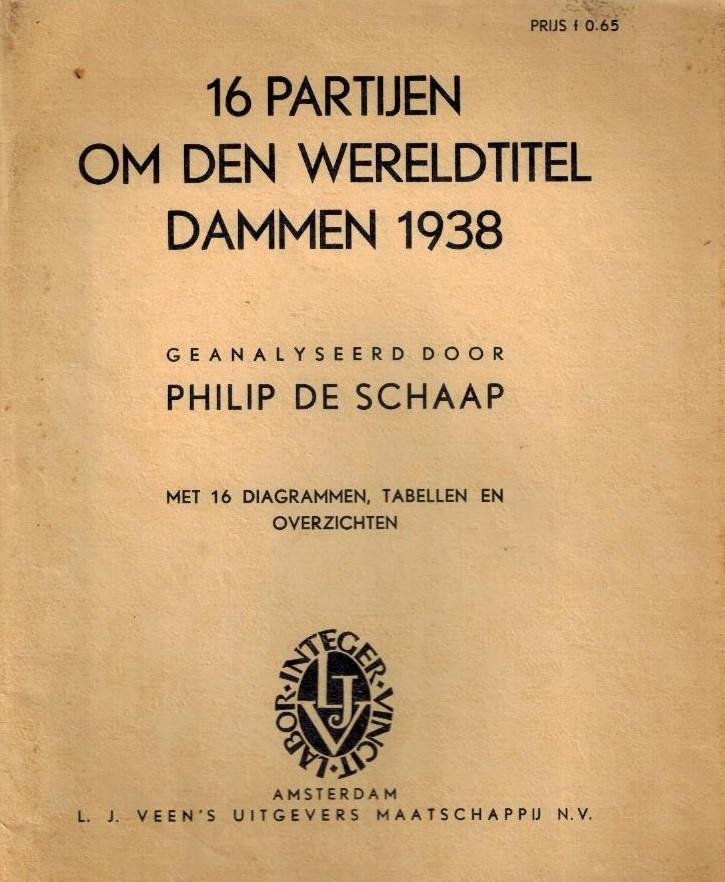 PRIJS f 0.65
16 PARTIJEN
OM DEN WERELDTITEL
DAMMEN 1938
GEANALYSEERD DOOR
PHILIP DE SCHAAP
MET 16 DIAGRAMMEN, TABELLEN EN
OVERZICHTEN
LABOR·INTEGER·VINCIT·
LJV
AMSTERDAM
L. J. VEEN'S UITGEVERS MAATSCHAPPIJ N.V.